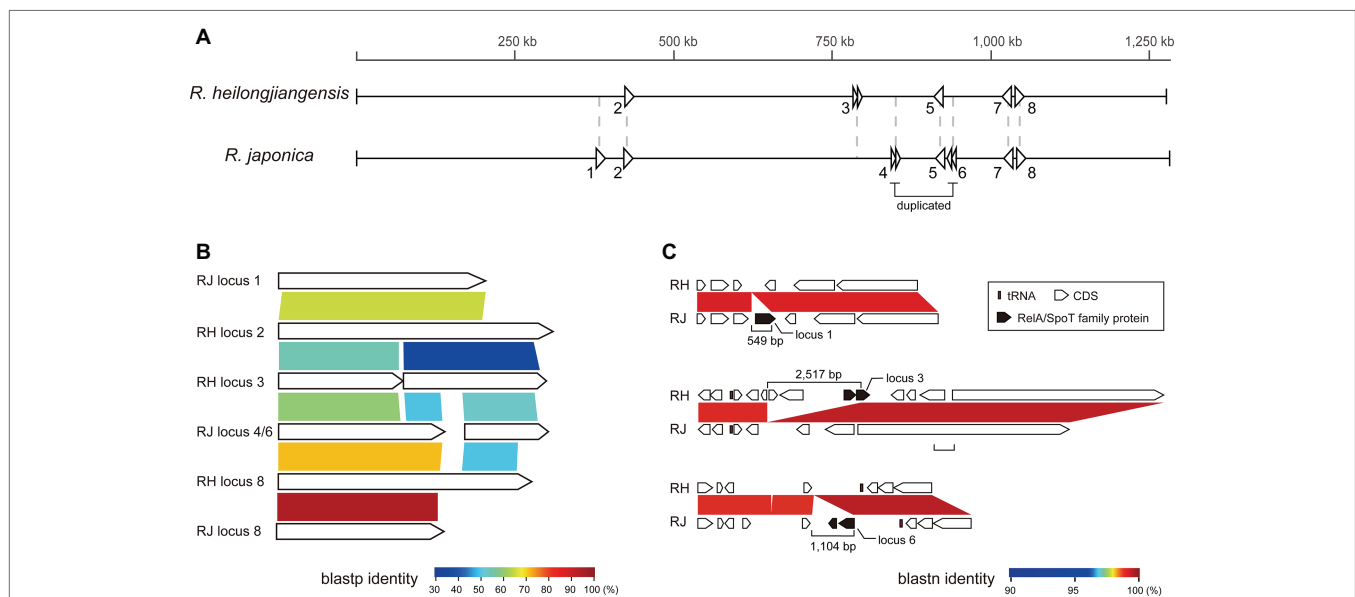 A
250 kb 500 kb 750 kb 1,000 kb 1,250 kb
R. heilongjiangensis
2 3 5 7 8
R. japonica
1 2 4 5 6 7 8
duplicated
B
RJ locus 1
RH locus 2
RH locus 3
RJ locus 4/6
RH locus 8
RJ locus 8
blastp identity
30 40 50 60 70 80 90 100 (%)
C
RH
RJ
locus 1
549 bp
tRNA CDS
RelA/SpoT family protein
2,517 bp
locus 3
RH
RJ
RH
RJ
locus 6
1,104 bp
blastn identity
90 95 100 (%)